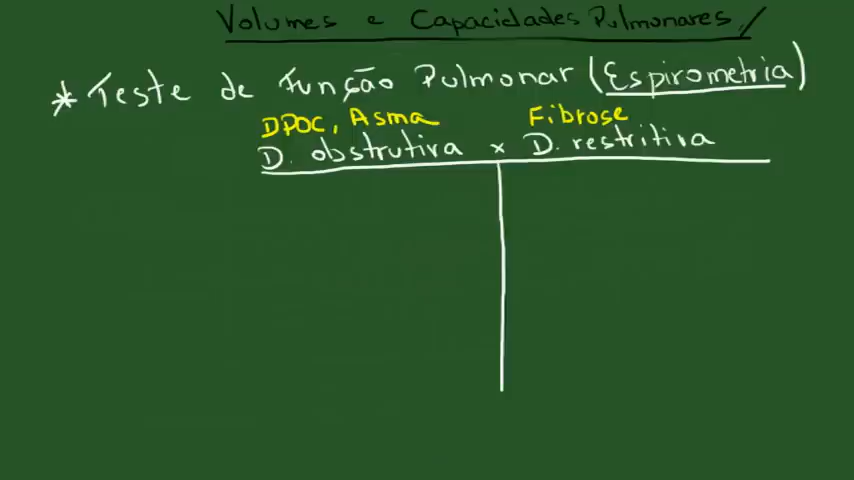 Volumes e Capacidades Pulmonares
* Teste de Função Pulmonar (Espirometria)
DPOC, Asma Fibrose
D. obstrutiva x D. restritiva